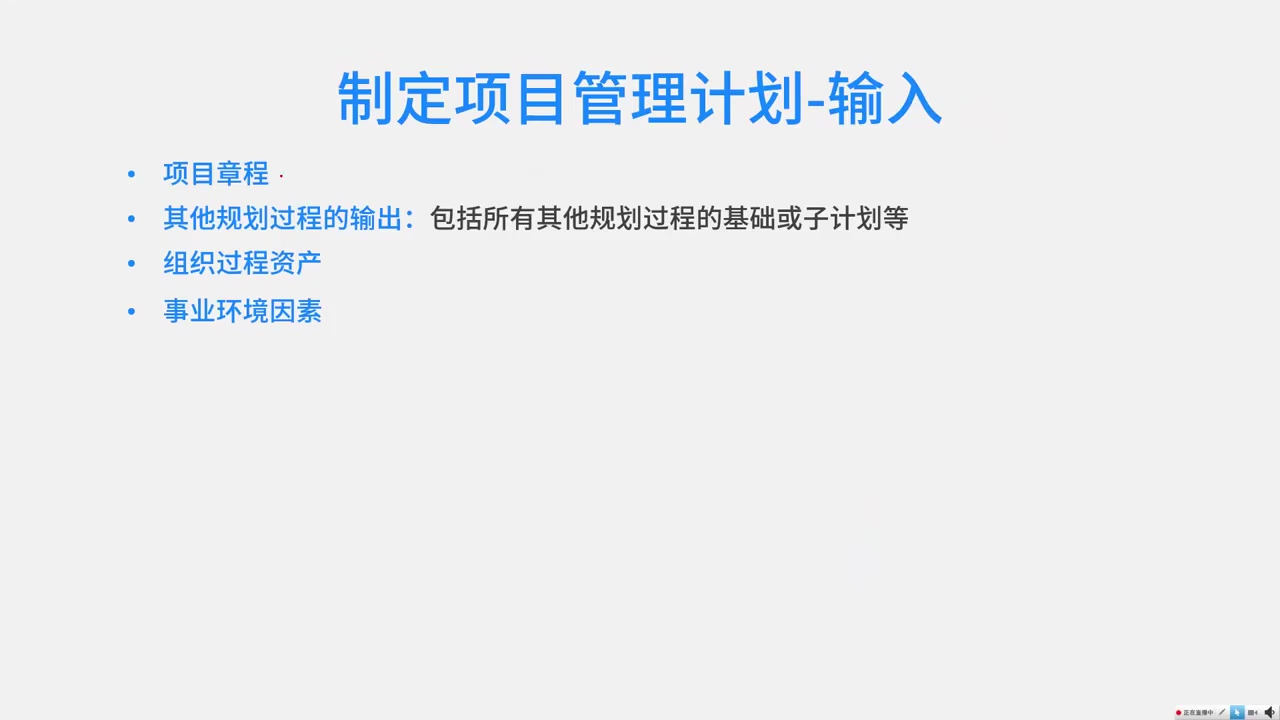 制定项目管理计划-输入
• 项目章程
• 其他规划过程的输出：包括所有其他规划过程的基础或子计划等
• 组织过程资产
• 事业环境因素
正在直播中